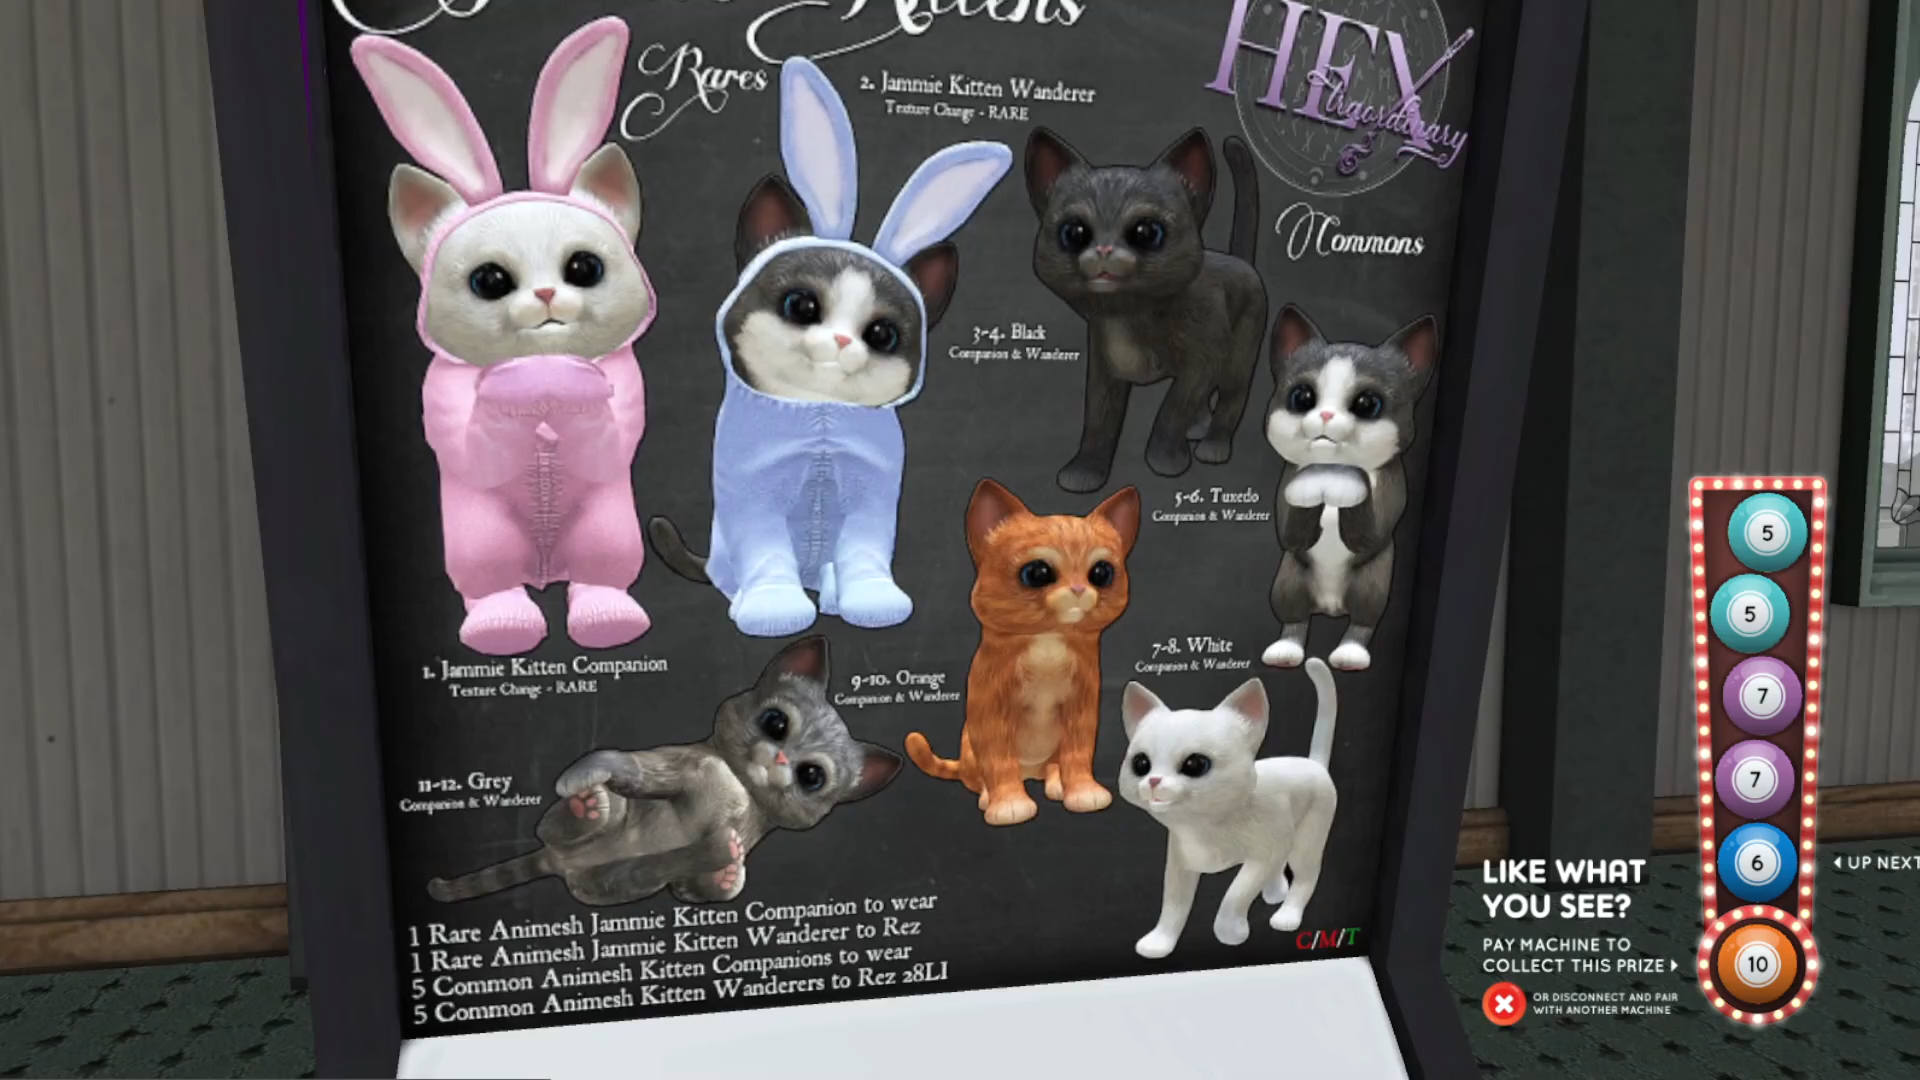 Kittens
HEX
traordinary
Rares
2. Jammie Kitten Wanderer
Texture Change - RARE
Commons
3-4. Black
Companion & Wanderer
5-6. Tuxedo
Companion & Wanderer
1. Jammie Kitten Companion
Texture Change - RARE
9-10. Orange
Companion & Wanderer
7-8. White
Companion & Wanderer
11-12. Grey
Companion & Wanderer
1 Rare Animesh Jammie Kitten Companion to wear
1 Rare Animesh Jammie Kitten Wanderer to Rez
5 Common Animesh Kitten Companions to wear
5 Common Animesh Kitten Wanderers to Rez 28LI
C/M/T
5
5
7
7
6
UP NEXT
10
LIKE WHAT
YOU SEE?
PAY MACHINE TO
COLLECT THIS PRIZE
OR DISCONNECT AND PAIR
WITH ANOTHER MACHINE